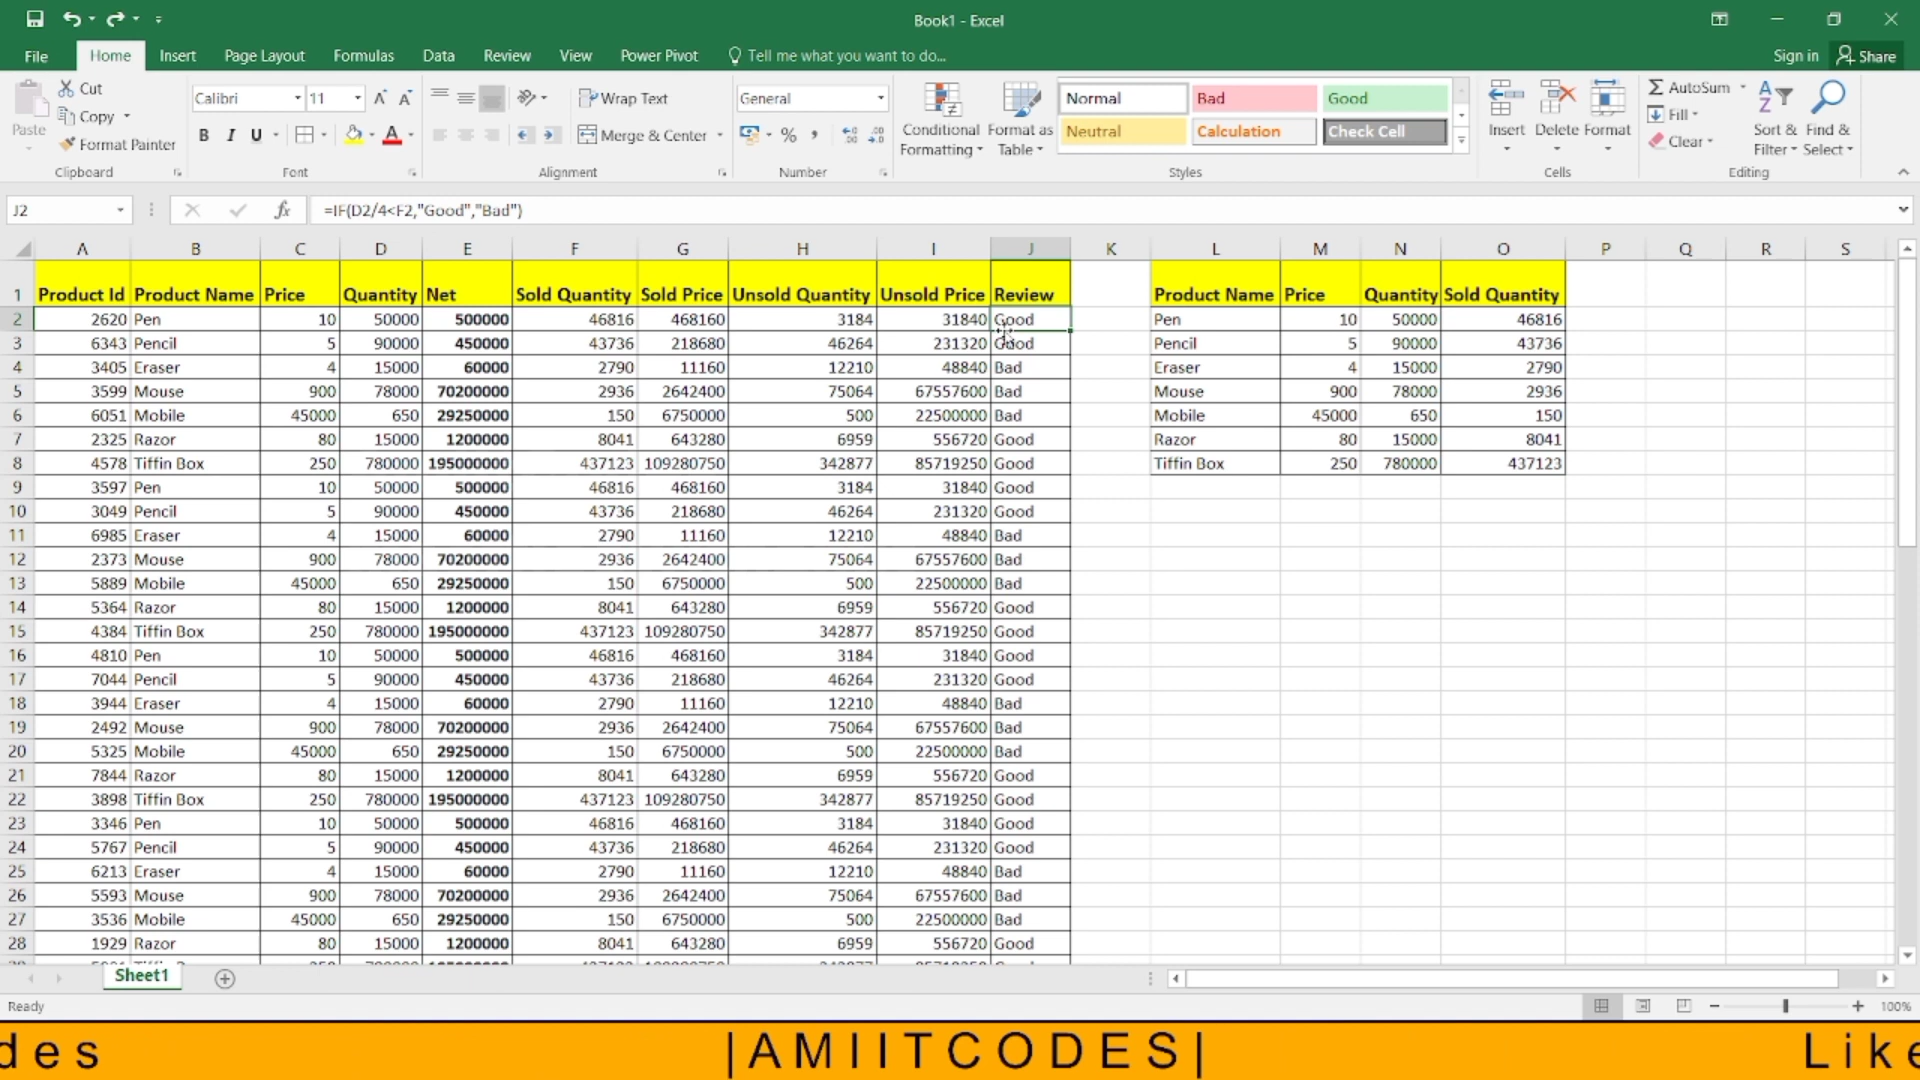 Book1 - Excel
File Home Insert Page Layout Formulas Data Review View Power Pivot Tell me what you want to do... Sign in Share
Paste Cut Copy Format Painter Clipboard
Calibri 11 A A B I U A Font
Wrap Text Merge & Center Alignment
General % , Number
Conditional Formatting Format as Table
Normal Bad Good
Neutral Calculation Check Cell
Styles
Insert Delete Format Cells
AutoSum Fill Clear Sort & Filter Find & Select Editing
J2 fx =IF(D2/4<F2,"Good","Bad")
A B C D E F G H I J K L M N O P Q R S
1 Product Id Product Name Price Quantity Net Sold Quantity Sold Price Unsold Quantity Unsold Price Review Product Name Price Quantity Sold Quantity
2 2620 Pen 10 50000 500000 46816 468160 3184 31840 Good Pen 10 50000 46816
3 6343 Pencil 5 90000 450000 43736 218680 46264 231320 Good Pencil 5 90000 43736
4 3405 Eraser 4 15000 60000 2790 11160 12210 48840 Bad Eraser 4 15000 2790
5 3599 Mouse 900 78000 70200000 2936 2642400 75064 67557600 Bad Mouse 900 78000 2936
6 6051 Mobile 45000 650 29250000 150 6750000 500 22500000 Bad Mobile 45000 650 150
7 2325 Razor 80 15000 1200000 8041 643280 6959 556720 Good Razor 80 15000 8041
8 4578 Tiffin Box 250 780000 195000000 437123 109280750 342877 85719250 Good Tiffin Box 250 780000 437123
9 3597 Pen 10 50000 500000 46816 468160 3184 31840 Good
10 3049 Pencil 5 90000 450000 43736 218680 46264 231320 Good
11 6985 Eraser 4 15000 60000 2790 11160 12210 48840 Bad
12 2373 Mouse 900 78000 70200000 2936 2642400 75064 67557600 Bad
13 5889 Mobile 45000 650 29250000 150 6750000 500 22500000 Bad
14 5364 Razor 80 15000 1200000 8041 643280 6959 556720 Good
15 4384 Tiffin Box 250 780000 195000000 437123 109280750 342877 85719250 Good
16 4810 Pen 10 50000 500000 46816 468160 3184 31840 Good
17 7044 Pencil 5 90000 450000 43736 218680 46264 231320 Good
18 3944 Eraser 4 15000 60000 2790 11160 12210 48840 Bad
19 2492 Mouse 900 78000 70200000 2936 2642400 75064 67557600 Bad
20 5325 Mobile 45000 650 29250000 150 6750000 500 22500000 Bad
21 7844 Razor 80 15000 1200000 8041 643280 6959 556720 Good
22 3898 Tiffin Box 250 780000 195000000 437123 109280750 342877 85719250 Good
23 3346 Pen 10 50000 500000 46816 468160 3184 31840 Good
24 5767 Pencil 5 90000 450000 43736 218680 46264 231320 Good
25 6213 Eraser 4 15000 60000 2790 11160 12210 48840 Bad
26 5593 Mouse 900 78000 70200000 2936 2642400 75064 67557600 Bad
27 3536 Mobile 45000 650 29250000 150 6750000 500 22500000 Bad
28 1929 Razor 80 15000 1200000 8041 643280 6959 556720 Good
Sheet1
Ready 100%
des |AMIITCODES| Like